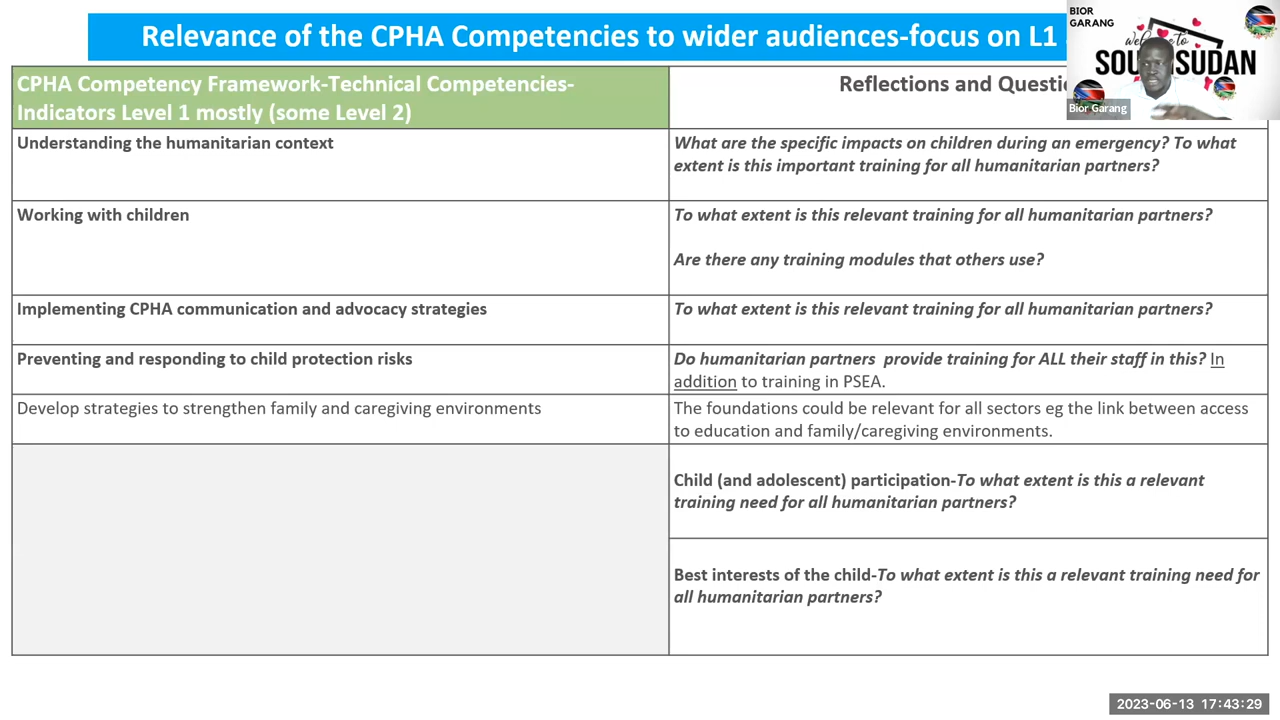 Relevance of the CPHA Competencies to wider audiences-focus on L1
BIOR
GARANG
welcome to
SOU SUDAN
Bior Garang
CPHA Competency Framework-Technical Competencies-
Indicators Level 1 mostly (some Level 2)
Reflections and Questi
Understanding the humanitarian context
What are the specific impacts on children during an emergency? To what
extent is this important training for all humanitarian partners?
Working with children
To what extent is this relevant training for all humanitarian partners?
Are there any training modules that others use?
Implementing CPHA communication and advocacy strategies
To what extent is this relevant training for all humanitarian partners?
Preventing and responding to child protection risks
Do humanitarian partners  provide training for ALL their staff in this? In
addition to training in PSEA.
Develop strategies to strengthen family and caregiving environments
The foundations could be relevant for all sectors eg the link between access
to education and family/caregiving environments.
Child (and adolescent) participation-To what extent is this a relevant
training need for all humanitarian partners?
Best interests of the child-To what extent is this a relevant training need for
all humanitarian partners?
2023-06-13 17:43:29